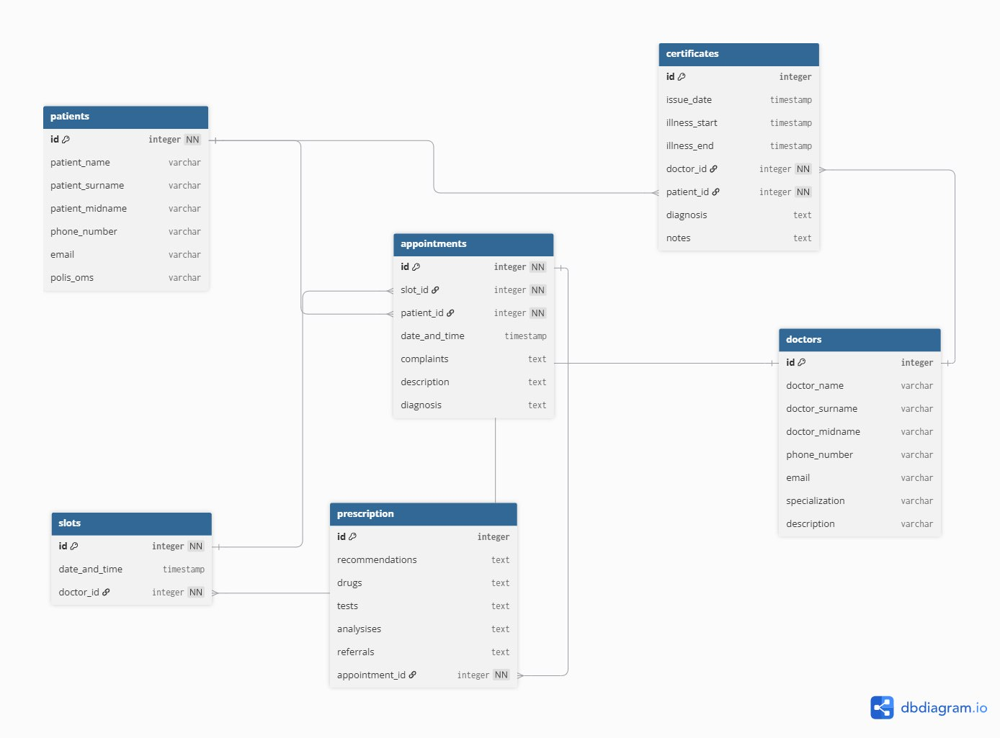 certificates
id integer
issue_date timestamp
illness_start timestamp
illness_end timestamp
doctor_id integer NN
patient_id integer NN
diagnosis text
notes text
patients
id integer NN
patient_name varchar
patient_surname varchar
patient_midname varchar
phone_number varchar
email varchar
polis_oms varchar
appointments
id integer NN
slot_id integer NN
patient_id integer NN
date_and_time timestamp
complaints text
description text
diagnosis text
doctors
id integer
doctor_name varchar
doctor_surname varchar
doctor_midname varchar
phone_number varchar
email varchar
specialization varchar
description varchar
slots
id integer NN
date_and_time timestamp
doctor_id integer NN
prescription
id integer
recommendations text
drugs text
tests text
analysises text
referrals text
appointment_id integer NN
dbdiagram.io